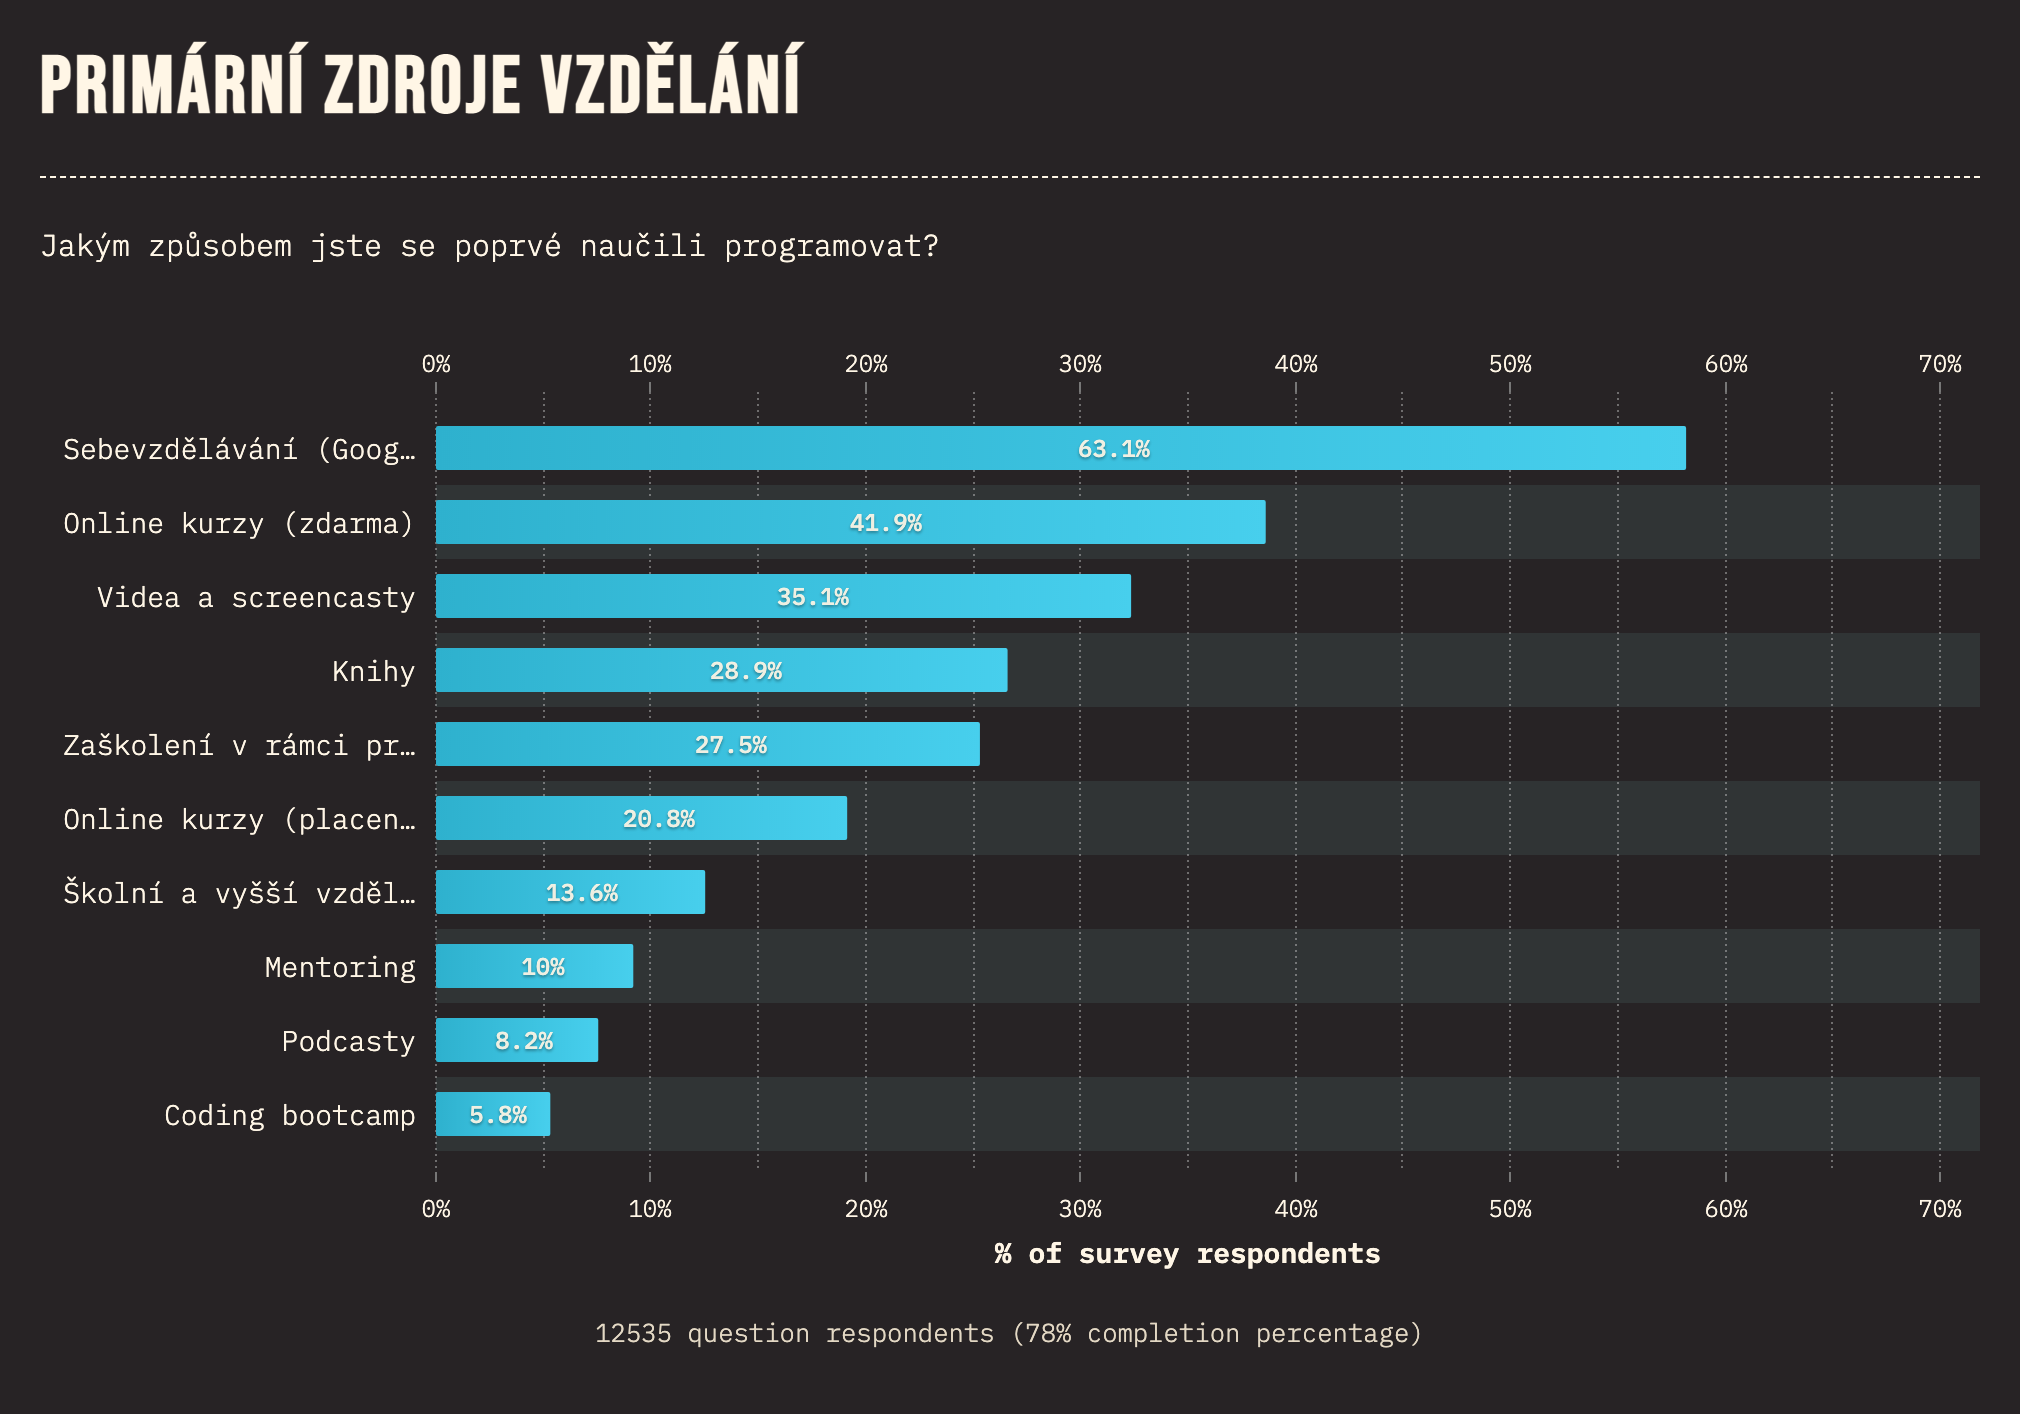 PRIMÁRNÍ ZDROJE VZDĚLÁNÍ
Jakým způsobem jste se poprvé naučili programovat?
0% 10% 20% 30% 40% 50% 60% 70%
Sebevzdělávání (Goog… 63.1%
Online kurzy (zdarma) 41.9%
Videa a screencasty 35.1%
Knihy 28.9%
Zaškolení v rámci pr… 27.5%
Online kurzy (placen… 20.8%
Školní a vyšší vzděl… 13.6%
Mentoring 10%
Podcasty 8.2%
Coding bootcamp 5.8%
0% 10% 20% 30% 40% 50% 60% 70%
% of survey respondents
12535 question respondents (78% completion percentage)